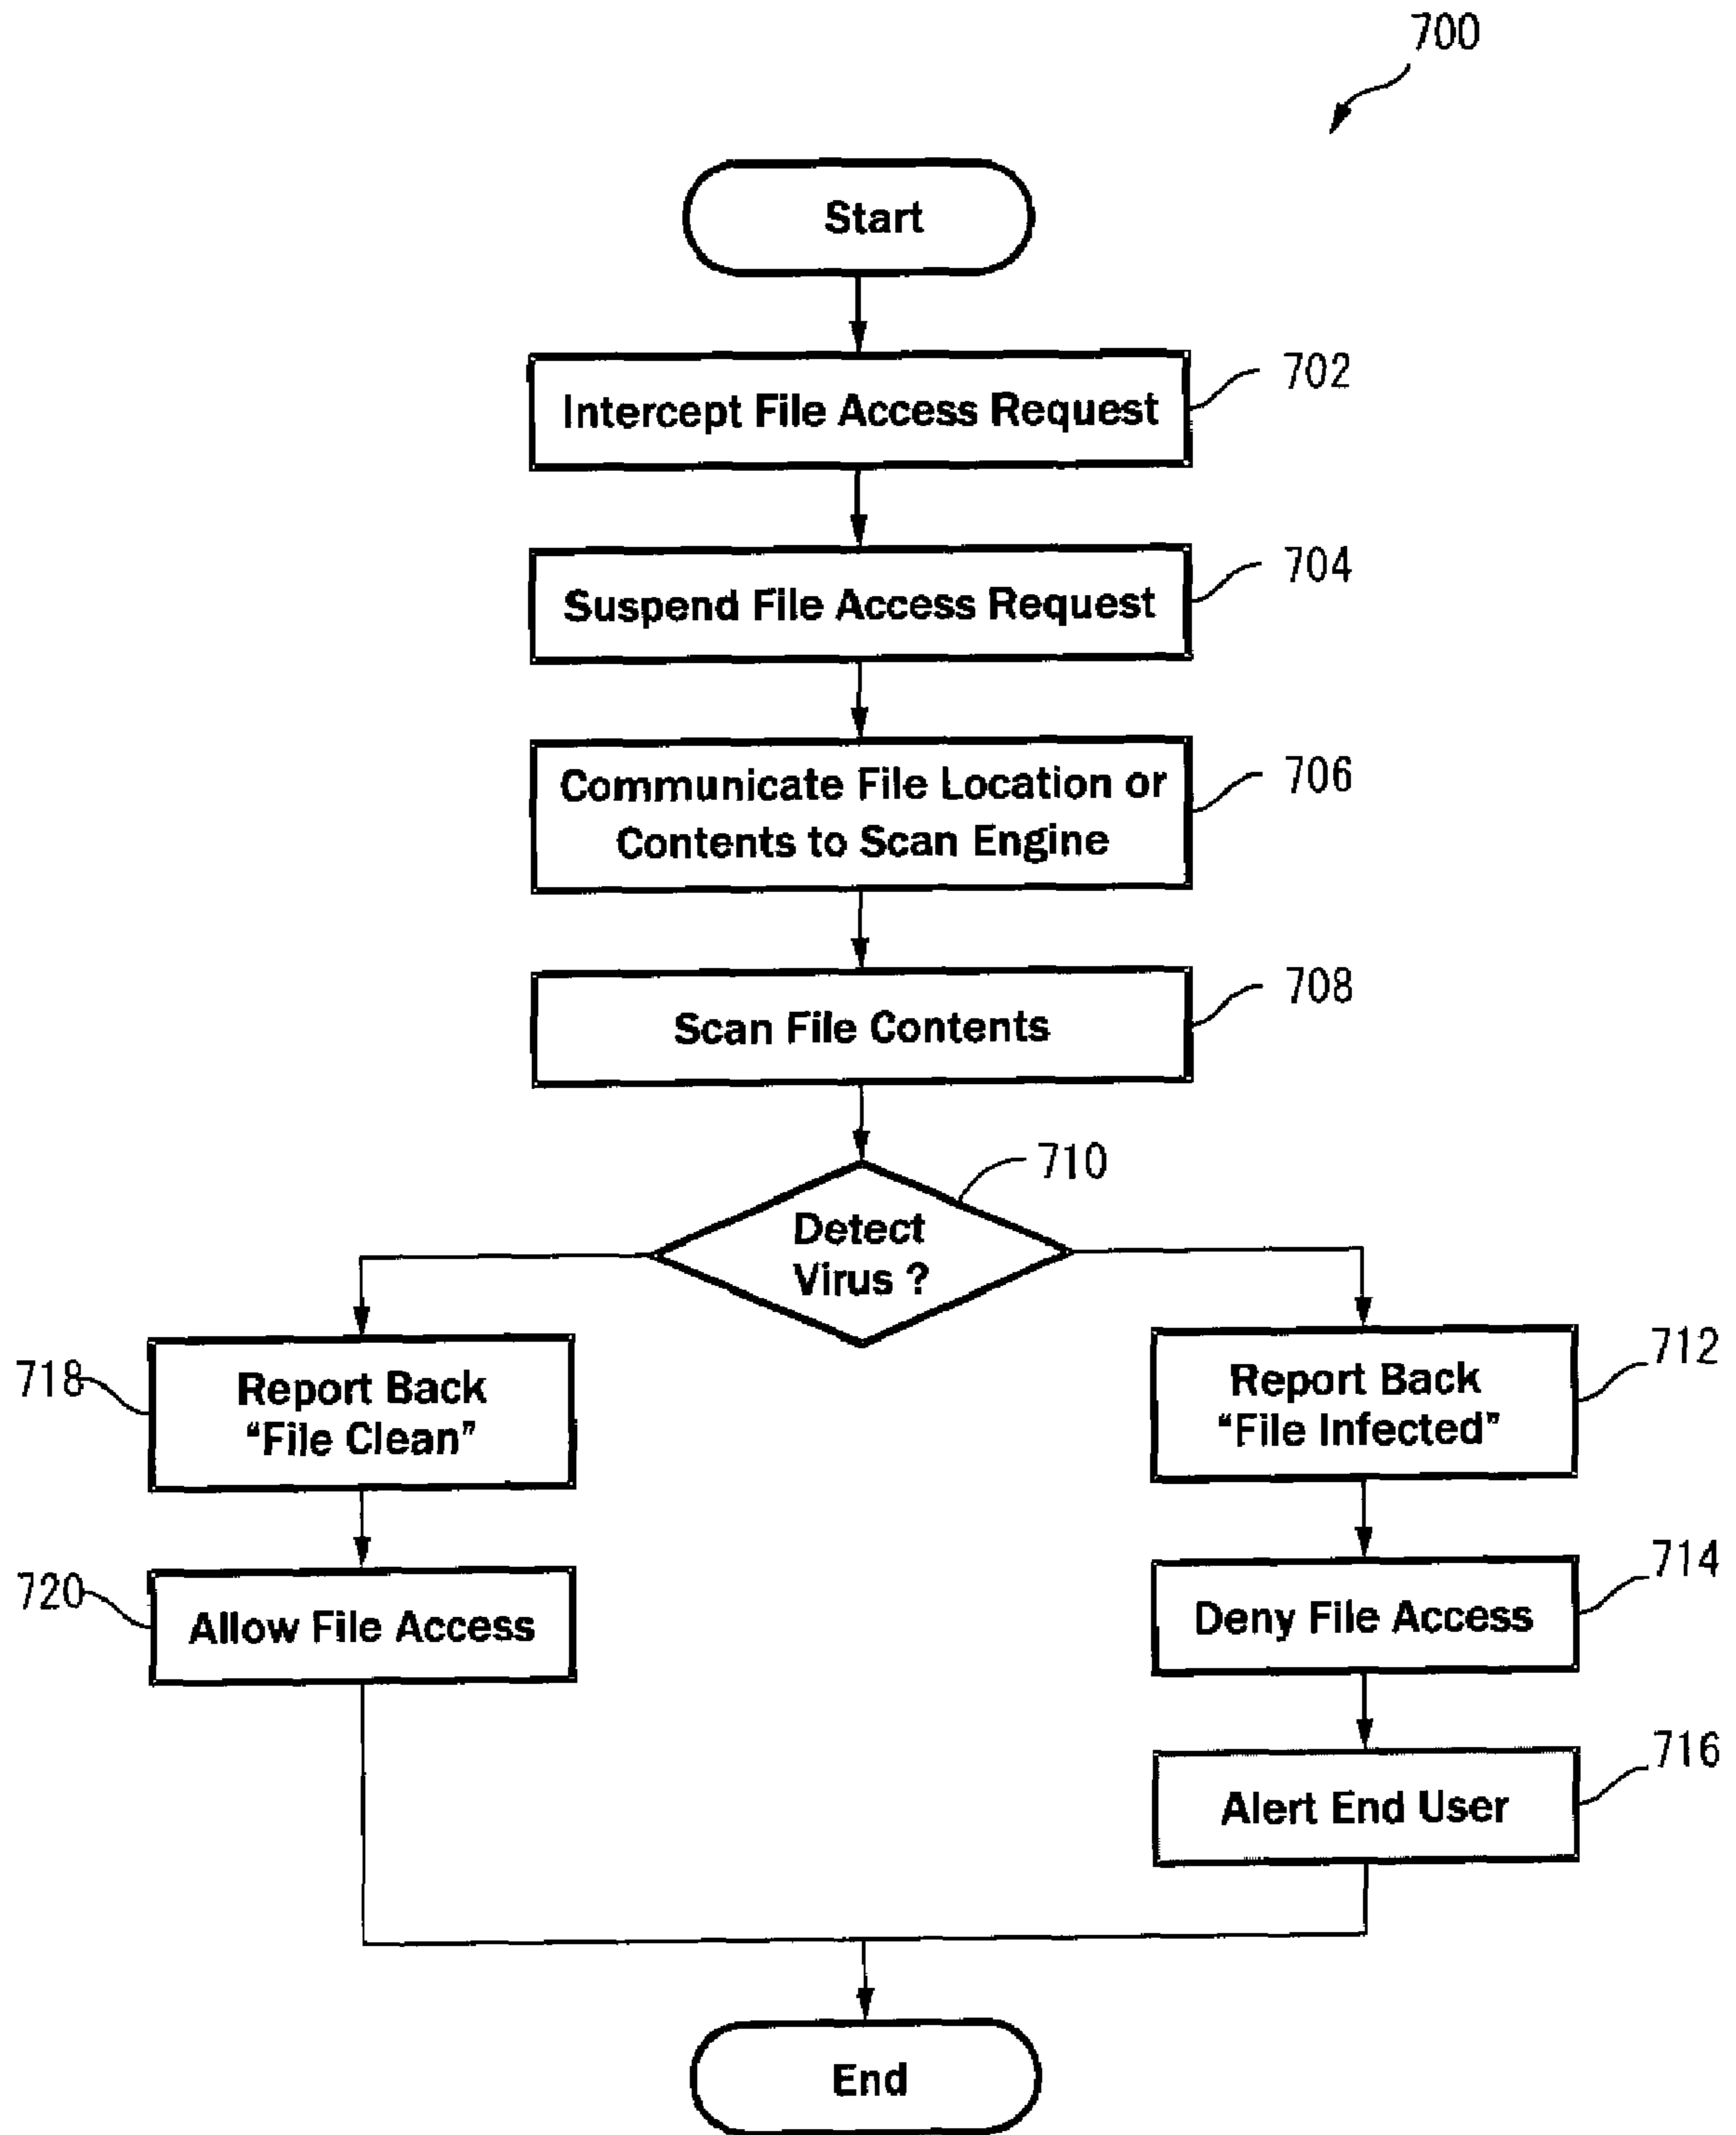 700
Start
Intercept File Access Request
702
Suspend File Access Request
704
Communicate File Location or
Contents to Scan Engine
706
Scan File Contents
708
710
Detect
Virus ?
718
Report Back
“File Clean”
Report Back
“File Infected”
712
720
Allow File Access
Deny File Access
714
Alert End User
716
End